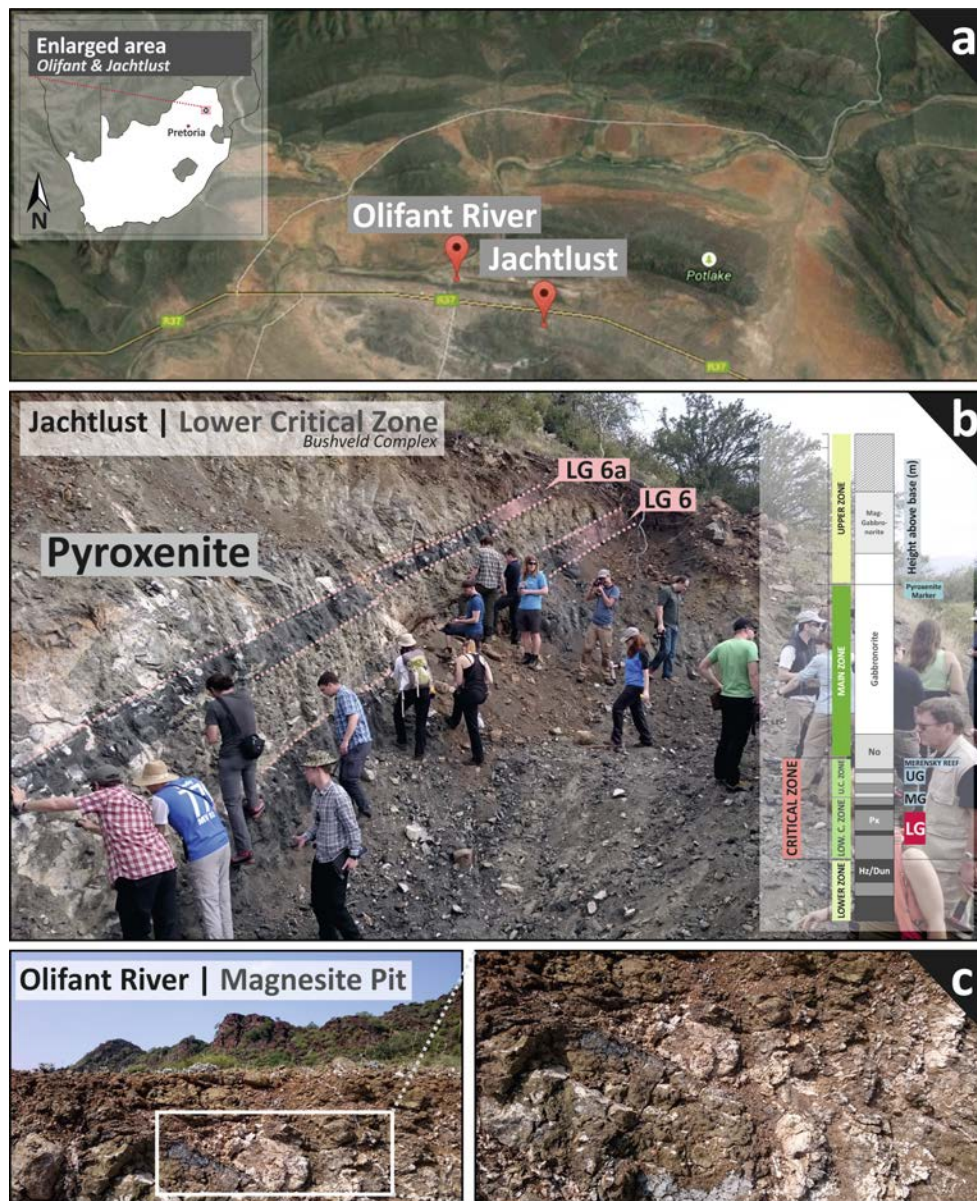 a
Enlarged area
Olifant & Jachtlust
Pretoria
N
Olifant River
Jachtlust
Potlake
R37
R37
R37
b
Jachtlust | Lower Critical Zone
Bushveld Complex
LG 6a
LG 6
Pyroxenite
UPPER ZONE
Mag-
Gabbro-
norite
Height above base (m)
Pyroxenite
Marker
MAIN ZONE
Gabbronorite
No
CRITICAL ZONE
U.C. ZONE
MERENSKY REEF
UG
MG
LOW. C. ZONE
Px
LG
LOWER ZONE
Hz/Dun
17
Olifant River | Magnesite Pit
c